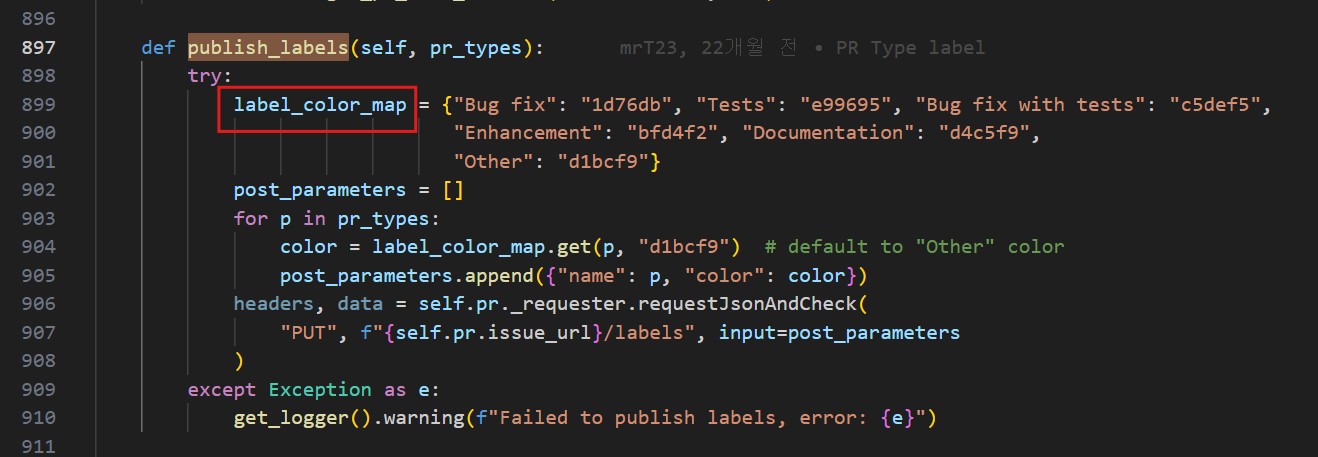 896
897 def publish_labels(self, pr_types): mrT23, 22개월 전 • PR Type label
898 try:
899 label_color_map = {"Bug fix": "1d76db", "Tests": "e99695", "Bug fix with tests": "c5def5",
900 "Enhancement": "bfd4f2", "Documentation": "d4c5f9",
901 "Other": "d1bcf9"}
902 post_parameters = []
903 for p in pr_types:
904 color = label_color_map.get(p, "d1bcf9")  # default to "Other" color
905 post_parameters.append({"name": p, "color": color})
906 headers, data = self.pr._requester.requestJsonAndCheck(
907 "PUT", f"{self.pr.issue_url}/labels", input=post_parameters
908 )
909 except Exception as e:
910 get_logger().warning(f"Failed to publish labels, error: {e}")
911